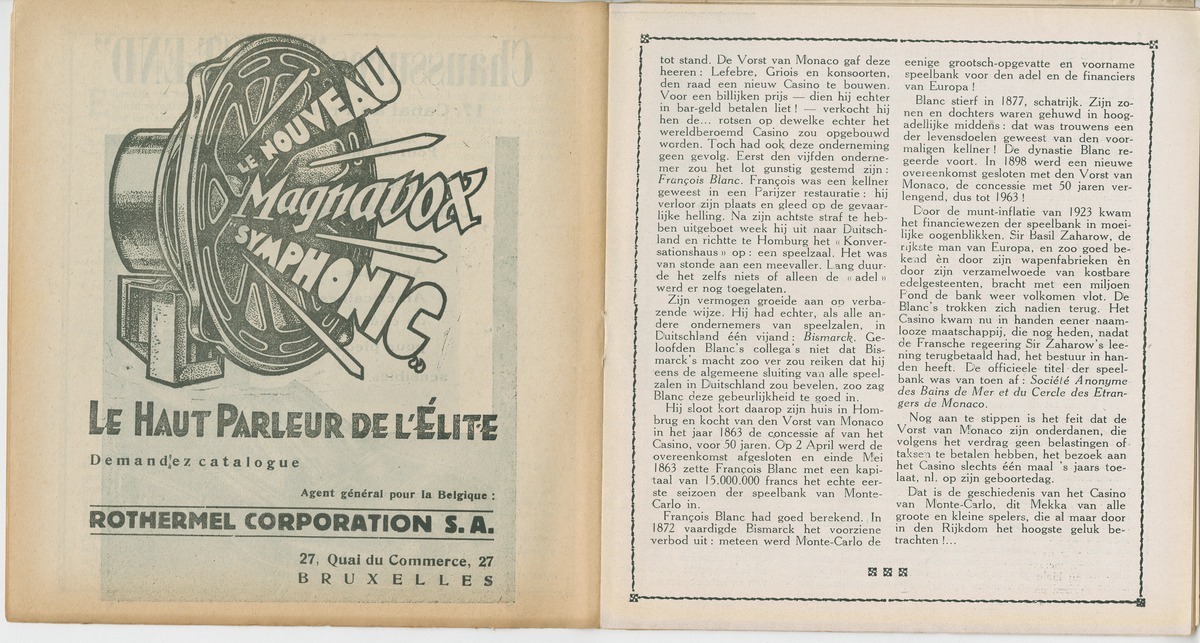 LE NOUVEAU
Magnavox
SYMPHONIC
LE HAUT PARLEUR DE L'ÉLITE
Demandez catalogue
Agent général pour la Belgique :
ROTHERMEL CORPORATION S. A.
27, Quai du Commerce, 27
BRUXELLES
tot stand. De Vorst van Monaco gaf deze
heeren : Lefebre, Griois en konsoorten,
den raad een nieuw Casino te bouwen.
Voor een billijken prijs — dien hij echter
in bar-geld betalen liet ! — verkocht hij
hen de... rotsen op dewelke echter het
wereldberoemd Casino zou opgebouwd
worden. Toch had ook deze onderneming
geen gevolg. Eerst den vijfden onderne-
mer zou het lot gunstig gestemd zijn :
François Blanc. François was een kellner
geweest in een Parijzer restauratie : hij
verloor zijn plaats en gleed op de gevaar-
lijke helling. Na zijn achtste straf te heb-
ben uitgeboet week hij uit naar Duitsch-
land en richtte te Homburg het « Konver-
sationshaus » op : een speelzaal. Het was
van stonde aan een meevaller. Lang duur-
de het zelfs niets of alleen de « adel »
werd er nog toegelaten.
Zijn vermogen groeide aan op verba-
zende wijze. Hij had echter, als alle an-
dere ondernemers van speelzalen, in
Duitschland één vijand : Bismarck. Ge-
loofden Blanc's collega's niet dat Bis-
marck's macht zoo ver zou reiken dat hij
eens de algemeene sluiting van alle speel-
zalen in Duitschland zou bevelen, zoo zag
Blanc deze gebeurlijkheid te goed in.
Hij sloot kort daarop zijn huis in Hom-
brug en kocht van den Vorst van Monaco
in het jaar 1863 de concessie af van het
Casino, voor 50 jaren. Op 2 April werd de
overeenkomst afgesloten en einde Mei
1863 zette François Blanc met een kapi-
taal van 15.000.000 francs het echte eer-
ste seizoen der speelbank van Monte-
Carlo in.
François Blanc had goed berekend. In
1872 vaardigde Bismarck het voorziene
verbod uit : meteen werd Monte-Carlo de
eenige grootsch-opgevatte en voorname
speelbank voor den adel en de financiers
van Europa !
Blanc stierf in 1877, schatrijk. Zijn zo-
nen en dochters waren gehuwd in hoog-
adellijke middens : dat was trouwens een
der levensdoelen geweest van den voor-
maligen kellner ! De dynastie Blanc re-
geerde voort. In 1898 werd een nieuwe
overeenkomst gesloten met den Vorst van
Monaco, de concessie met 50 jaren ver-
lengend, dus tot 1963 !
Door de munt-inflatie van 1923 kwam
het financiewezen der speelbank in moei-
lijke oogenblikken. Sir Basil Zaharow, de
rijkste man van Europa, en zoo goed be-
kend èn door zijn wapenfabrieken èn
door zijn verzamelwoede van kostbare
edelgesteenten, bracht met een miljoen
Pond de bank weer volkomen vlot. De
Blanc's trokken zich nadien terug. Het
Casino kwam nu in handen eener naam-
looze maatschappij, die nog heden, nadat
de Fransche regeering Sir Zaharow's lee-
ning terugbetaald had, het bestuur in han-
den heeft. De officieele titel der speel-
bank was van toen af : Société Anonyme
des Bains de Mer et du Cercle des Etran-
gers de Monaco.
Nog aan te stippen is het feit dat de
Vorst van Monaco zijn onderdanen, die
volgens het verdrag geen belastingen of
taksen te betalen hebben, het bezoek aan
het Casino slechts één maal 's jaars toe-
laat, nl. op zijn geboortedag.
Dat is de geschiedenis van het Casino
van Monte-Carlo, dit Mekka van alle
groote en kleine spelers, die al maar door
in den Rijkdom het hoogste geluk be-
trachten !...